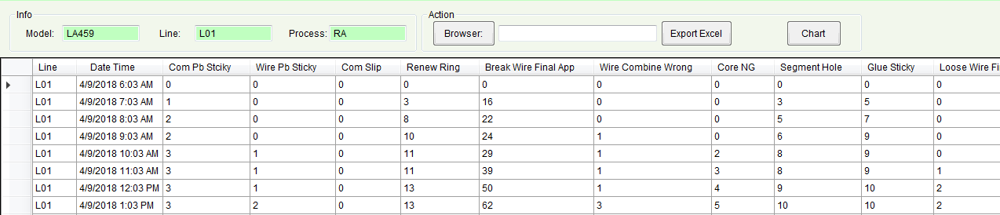 Info Action
Model: LA459 Line: L01 Process: RA Browser: Export Excel Chart
Line Date Time Com Pb Stciky Wire Pb Sticky Com Slip Renew Ring Break Wire Final App Wire Combine Wrong Core NG Segment Hole Glue Sticky Loose Wire Fi
L01 4/9/2018 6:03 AM 0 0 0 0 0 0 0 0 0 0
L01 4/9/2018 7:03 AM 1 0 0 3 16 0 0 3 5 0
L01 4/9/2018 8:03 AM 2 0 0 8 22 0 0 5 7 0
L01 4/9/2018 9:03 AM 2 0 0 10 24 1 0 6 9 0
L01 4/9/2018 10:03 AM 3 1 0 11 29 1 2 8 9 0
L01 4/9/2018 11:03 AM 3 1 0 11 39 1 3 8 9 1
L01 4/9/2018 12:03 PM 3 1 0 13 50 1 4 9 10 2
L01 4/9/2018 1:03 PM 3 2 0 13 62 3 5 10 10 2